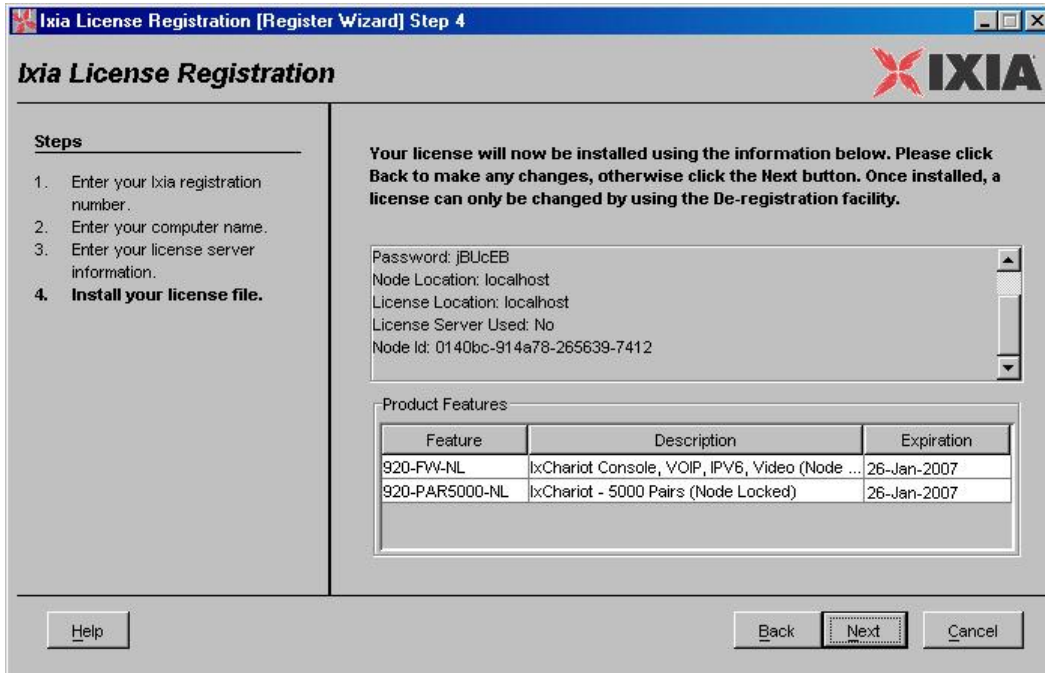 Ixia License Registration [Register Wizard] Step 4
Ixia License Registration
IXIA
Steps
1. Enter your Ixia registration
number.
2. Enter your computer name.
3. Enter your license server
information.
4. Install your license file.
Your license will now be installed using the information below. Please click
Back to make any changes, otherwise click the Next button. Once installed, a
license can only be changed by using the De-registration facility.
Password: jBUcEB
Node Location: localhost
License Location: localhost
License Server Used: No
Node Id: 0140bc-914a78-265639-7412
Product Features
Feature Description Expiration
920-FW-NL IxChariot Console, VOIP, IPV6, Video (Node ... 26-Jan-2007
920-PAR5000-NL IxChariot - 5000 Pairs (Node Locked) 26-Jan-2007
Help Back Next Cancel